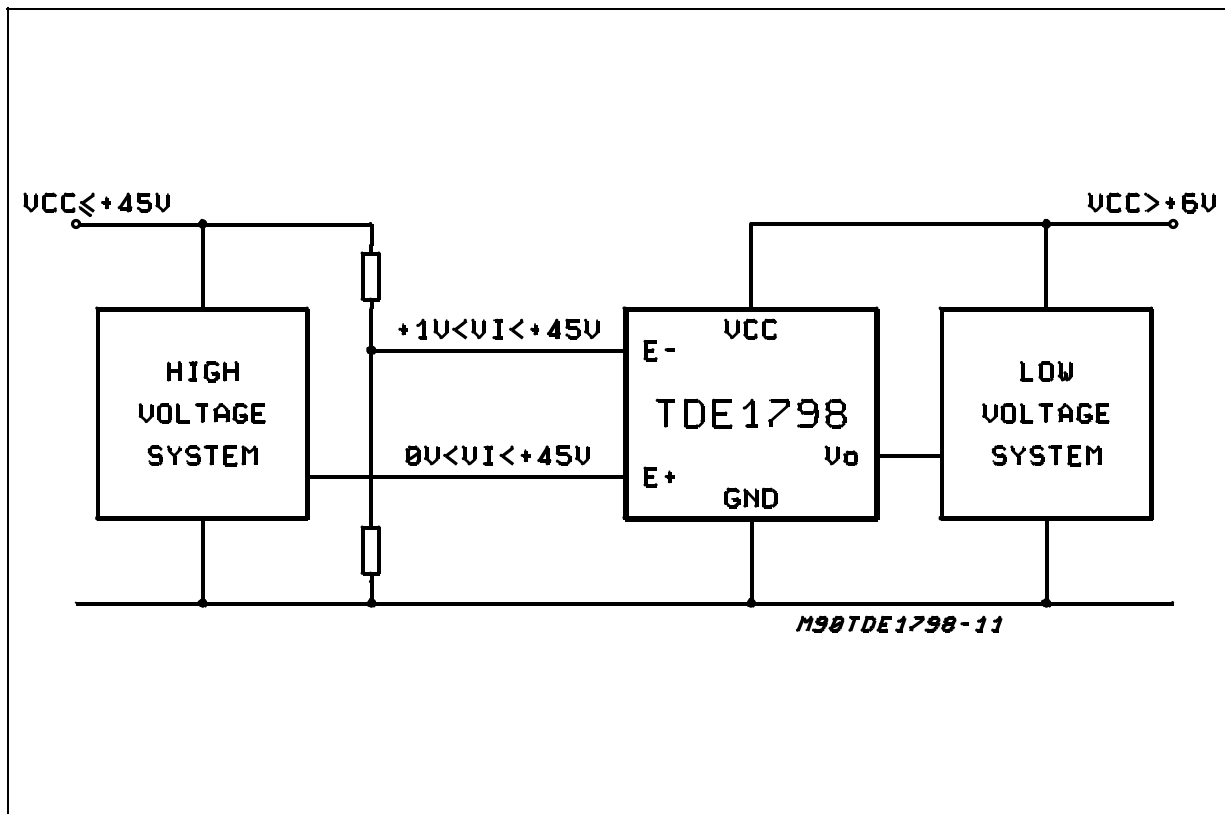 VCC≤+45V
VCC>+6V
+1V<VI<+45V
VCC
E-
HIGH
VOLTAGE
SYSTEM
TDE1798
LOW
VOLTAGE
SYSTEM
0V<VI<+45V
Vo
E+
GND
M90TDE1798-11